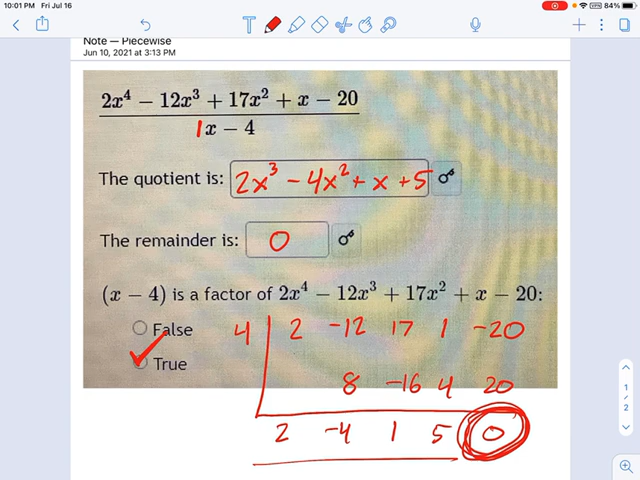 10:01 PM Fri Jul 16
84%
Note – Piecewise
Jun 10, 2021 at 3:13 PM
2x⁴ − 12x³ + 17x² + x − 20
1x − 4
The quotient is: 2x³ − 4x² + x + 5
The remainder is: 0
(x − 4) is a factor of 2x⁴ − 12x³ + 17x² + x − 20:
False
4 | 2 −12 17 1 −20
True
8 −16 4 20
2 −4 1 5 0
T
1/2